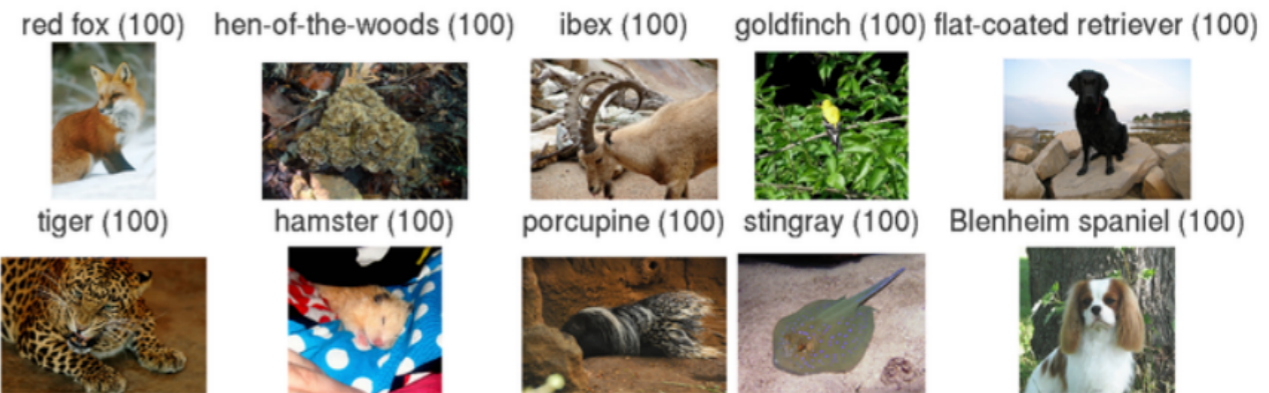 red fox (100) hen-of-the-woods (100) ibex (100) goldfinch (100) flat-coated retriever (100)
tiger (100) hamster (100) porcupine (100) stingray (100) Blenheim spaniel (100)